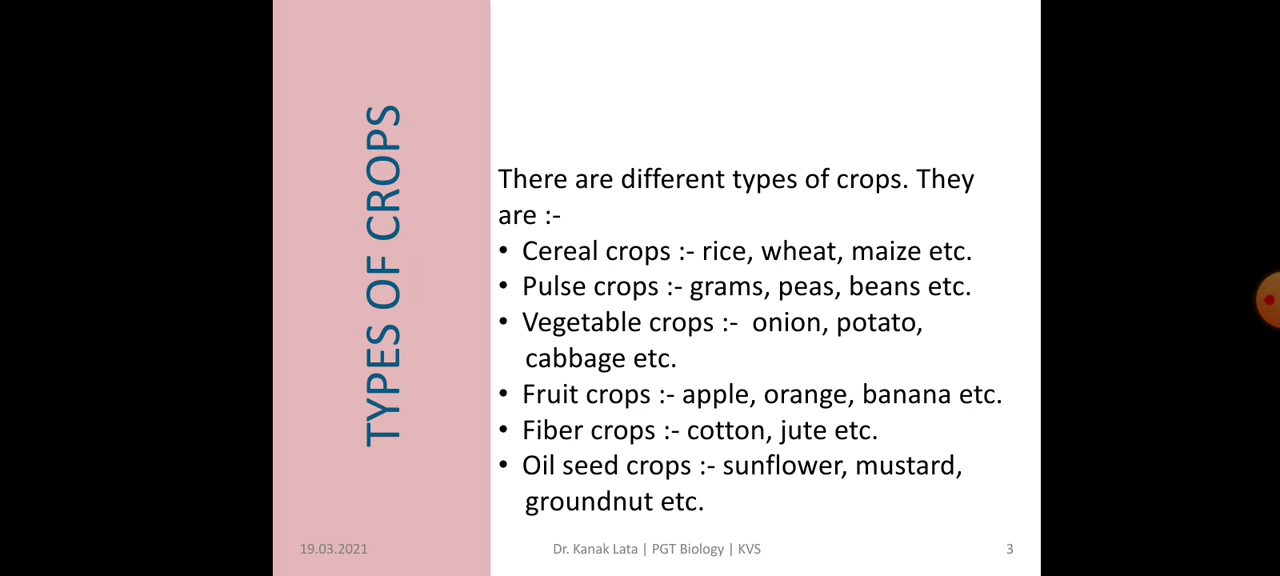 TYPES OF CROPS
There are different types of crops. They
are :-
• Cereal crops :- rice, wheat, maize etc.
• Pulse crops :- grams, peas, beans etc.
• Vegetable crops :-  onion, potato,
cabbage etc.
• Fruit crops :- apple, orange, banana etc.
• Fiber crops :- cotton, jute etc.
• Oil seed crops :- sunflower, mustard,
groundnut etc.
19.03.2021
Dr. Kanak Lata | PGT Biology | KVS
3